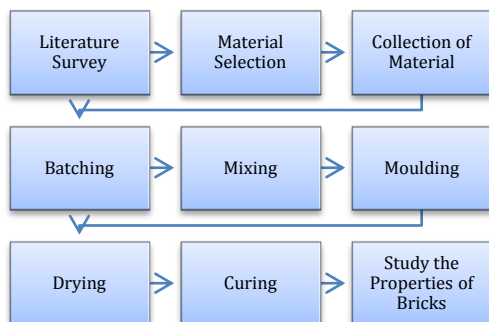 Literature
Survey
Material
Selection
Collection of
Material
Batching
Mixing
Moulding
Drying
Curing
Study the
Properties of
Bricks